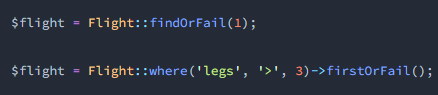 $flight = Flight::findOrFail(1);
$flight = Flight::where('legs', '>', 3)->firstOrFail();